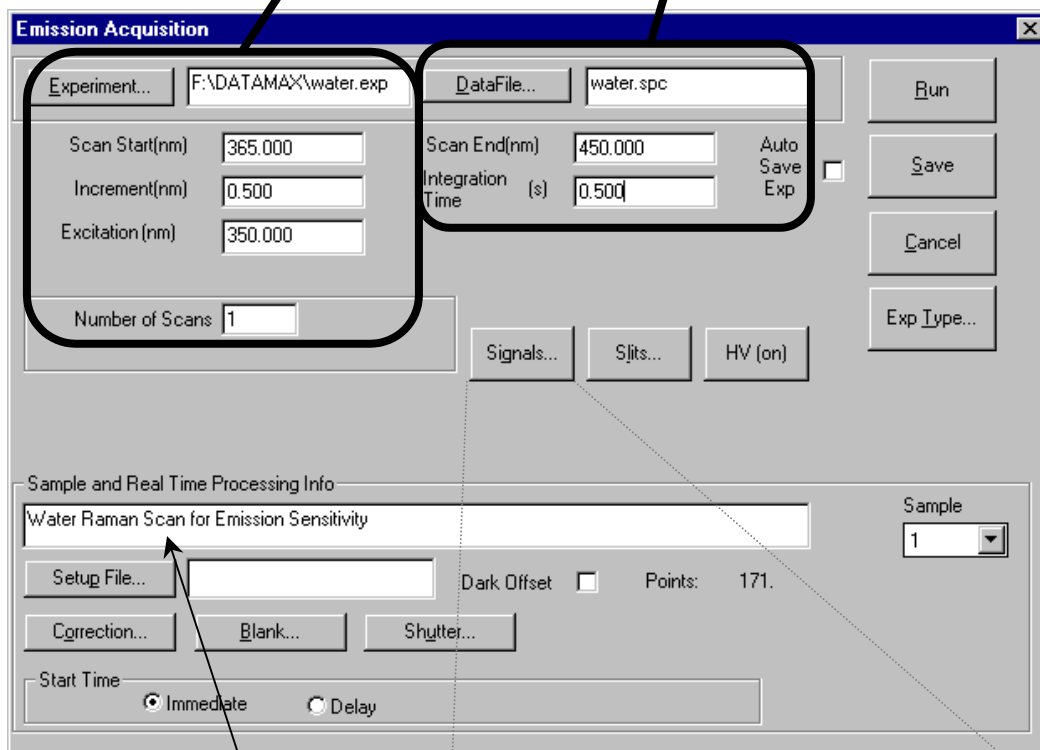 Emission Acquisition
Experiment... F:\DATAMAX\water.exp DataFile... water.spc Run
Scan Start(nm) 365.000 Scan End(nm) 450.000 Auto Save Exp Save
Increment(nm) 0.500 Integration Time (s) 0.500
Excitation (nm) 350.000 Cancel
Number of Scans 1 Exp Type...
Signals... Slits... HV (on)
Sample and Real Time Processing Info
Water Raman Scan for Emission Sensitivity Sample
1
Setup File... Dark Offset Points: 171.
Correction... Blank... Shutter...
Start Time
Immediate Delay